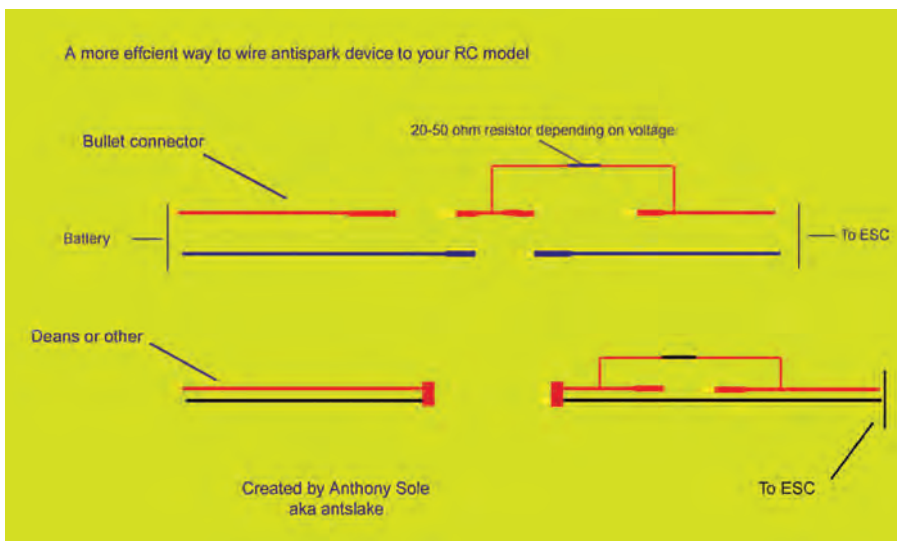 A more effcient way to wire antispark device to your RC model
20-50 ohm resistor depending on voltage
Bullet connector
Battery
To ESC
Deans or other
To ESC
Created by Anthony Sole
aka antslake